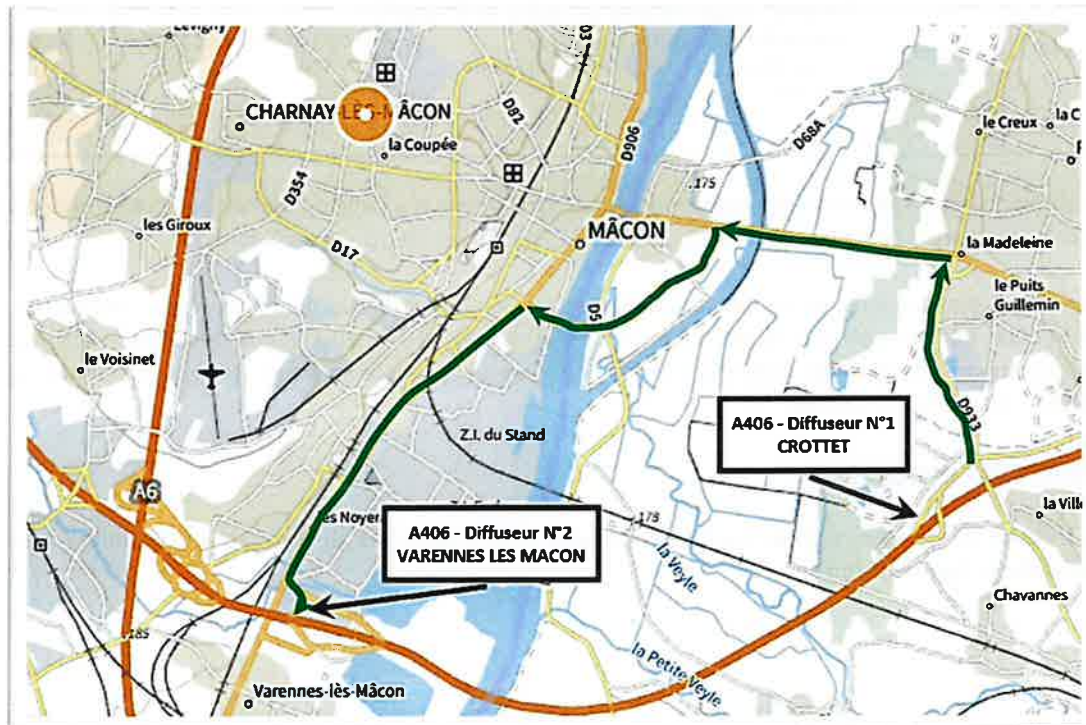 Levigny
CHARNAY-LÈS-MÂCON
la Coupée
D82
D906
D68A
le Creux
175
D354
les Giroux
D17
MÂCON
la Madeleine
le Puits
Guillemin
D5
le Voisinet
D933
A406 - Diffuseur N°1
CROTTET
Z.I. du Stand
A6
A406 - Diffuseur N°2
VARENNES LES MACON
178
la Ville
la Veyle
Chavannes
185
la Petite Veyle
Varennes-lès-Mâcon